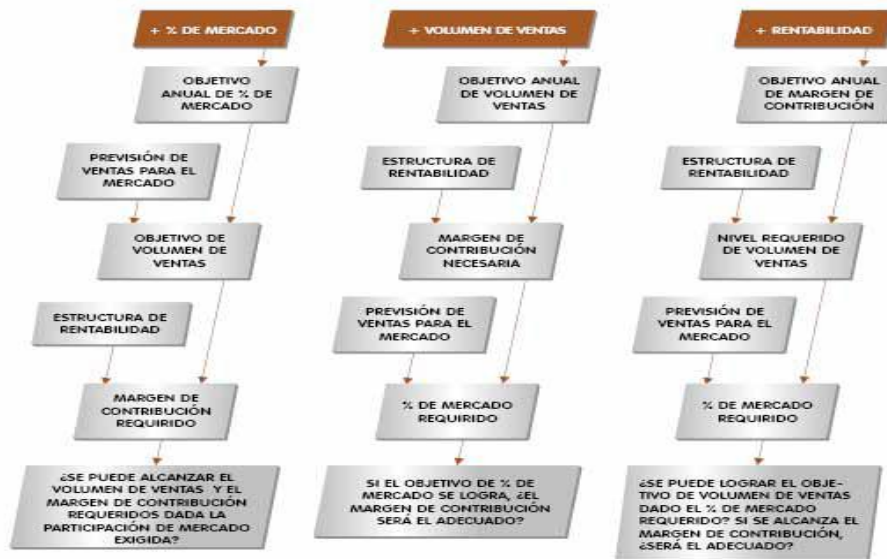 + % DE MERCADO
OBJETIVO
ANUAL DE % DE
MERCADO
PREVISIÓN DE
VENTAS PARA EL
MERCADO
OBJETIVO DE
VOLUMEN DE
VENTAS
ESTRUCTURA DE
RENTABILIDAD
MARGEN DE
CONTRIBUCIÓN
REQUIRIDO
¿SE PUEDE ALCANZAR EL
VOLUMEN DE VENTAS Y EL
MARGEN DE CONTRIBUCIÓN
REQUERIDOS DADA LA
PARTICIPACIÓN DE MERCADO
EXIGIDA?
+ VOLUMEN DE VENTAS
OBJETIVO ANUAL
DE VOLUMEN DE
VENTAS
ESTRUCTURA DE
RENTABILIDAD
MARGEN DE
CONTRIBUCIÓN
NECESARIA
PREVISIÓN DE
VENTAS PARA EL
MERCADO
% DE MERCADO
REQUIRIDO
SI EL OBJETIVO DE % DE
MERCADO SE LOGRA, ¿EL
MARGEN DE CONTRIBUCIÓN
SERÁ EL ADECUADO?
+ RENTABILIDAD
OBJETIVO ANUAL
DE MARGEN DE
CONTRIBUCIÓN
ESTRUCTURA DE
RENTABILIDAD
NIVEL REQUERIDO
DE VOLUMEN DE
VENTAS
PREVISIÓN DE
VENTAS PARA EL
MERCADO
% DE MERCADO
REQUIRIDO
¿SE PUEDE LOGRAR EL OBJE-
TIVO DE VOLUMEN DE VENTAS
DADO EL % DE MERCADO
REQUERIDO? SI SE ALCANZA EL
MARGEN DE CONTRIBUCIÓN,
¿SERÁ EL ADECUADO?